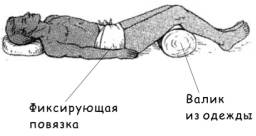 Фиксирующая
повязка
Валик
из одежды